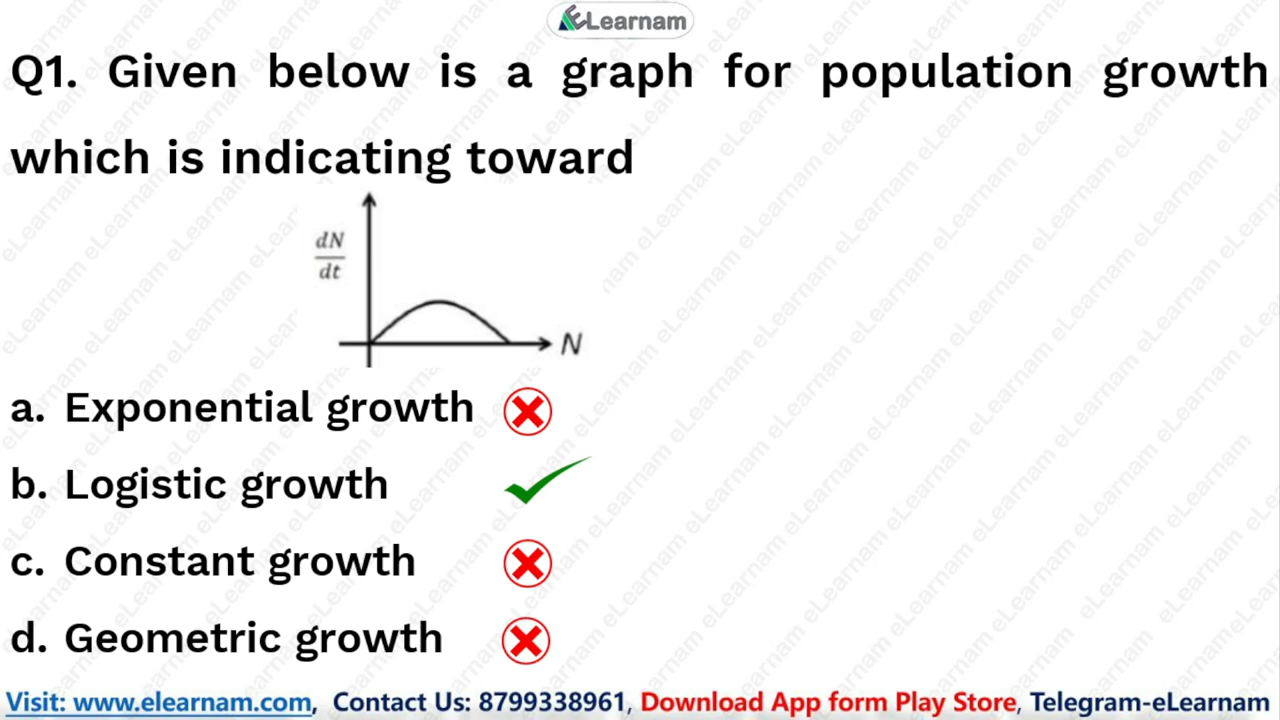 eLearnam
Q1. Given below is a graph for population growth
which is indicating toward
dN
dt
N
a. Exponential growth
b. Logistic growth
c. Constant growth
d. Geometric growth
Visit: www.elearnam.com, Contact Us: 8799338961, Download App form Play Store, Telegram-eLearnam